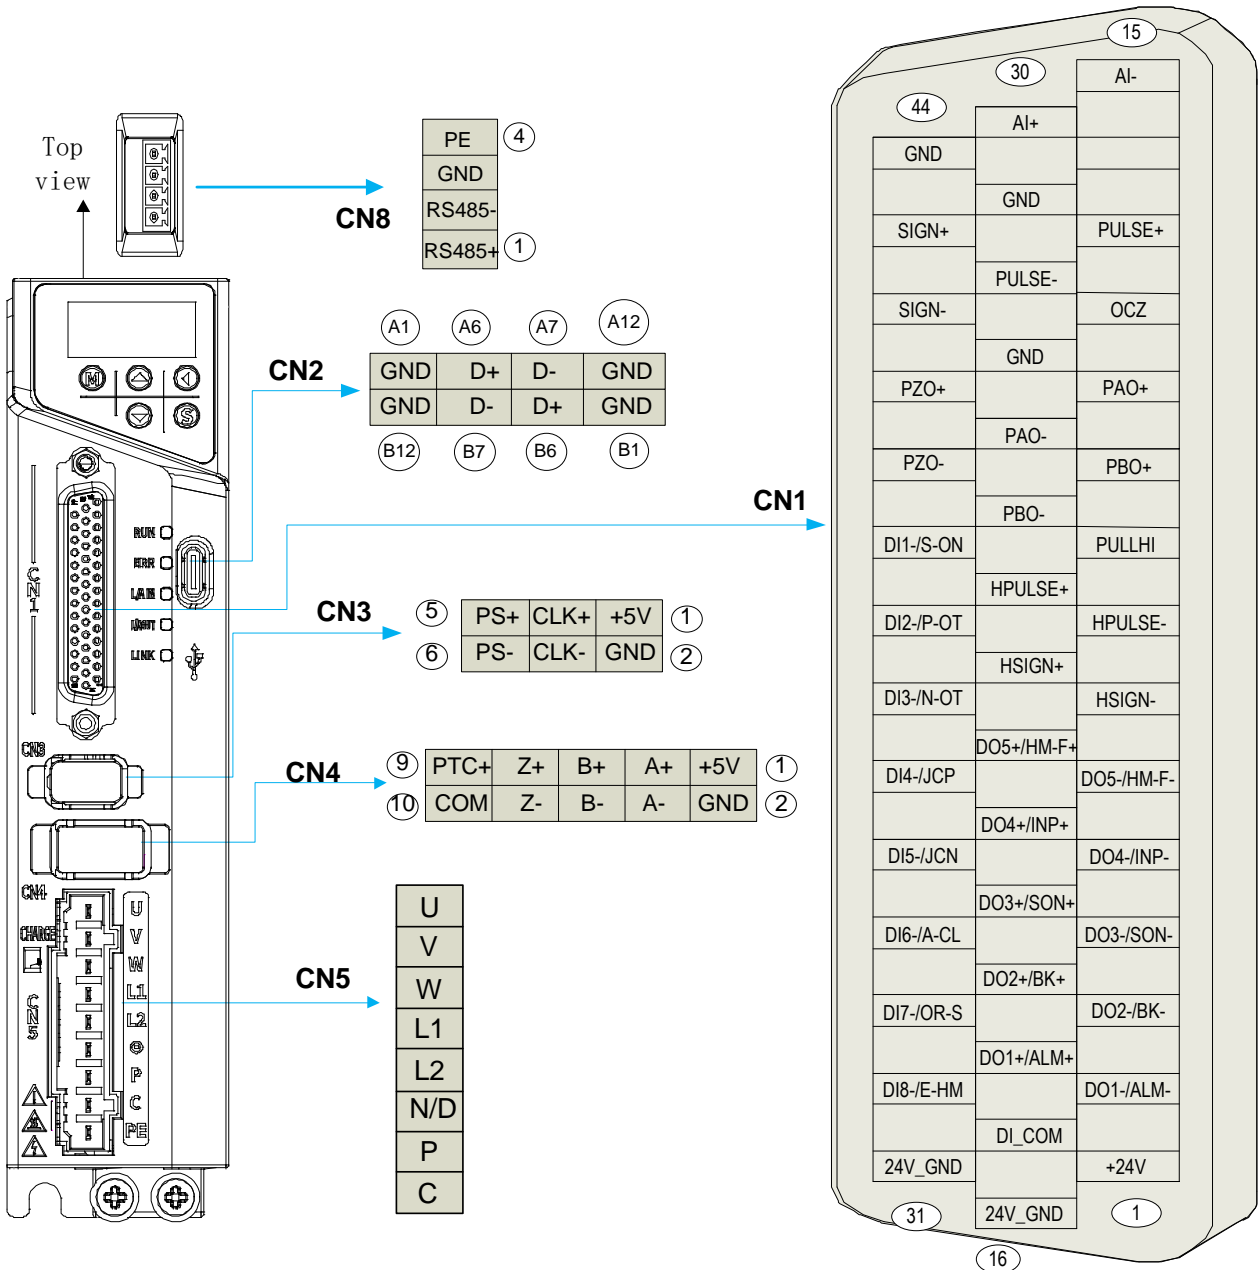 Top
view
CN8
PE
4
GND
RS485-
RS485+
1
CN2
A1
A6
A7
A12
GND
D+
D-
GND
GND
D-
D+
GND
B12
B7
B6
B1
CN1
CN3
5
PS+
CLK+
+5V
1
6
PS-
CLK-
GND
2
CN4
9
PTC+
Z+
B+
A+
+5V
1
10
COM
Z-
B-
A-
GND
2
CN5
U
V
W
L1
L2
N/D
P
C
M
S
RUN
ERR
LINK
CN1
CN3
CN4
CHARGE
CN5
U
V
W
L1
L2
P
C
PE
15
30
44
AI-
AI+
GND
GND
SIGN+
PULSE+
PULSE-
SIGN-
OCZ
GND
PZO+
PAO+
PAO-
PZO-
PBO+
PBO-
DI1-/S-ON
PULLHI
HPULSE+
DI2-/P-OT
HPULSE-
HSIGN+
DI3-/N-OT
HSIGN-
DO5+/HM-F+
DI4-/JCP
DO5-/HM-F-
DO4+/INP+
DI5-/JCN
DO4-/INP-
DO3+/SON+
DI6-/A-CL
DO3-/SON-
DO2+/BK+
DI7-/OR-S
DO2-/BK-
DO1+/ALM+
DI8-/E-HM
DO1-/ALM-
DI_COM
24V_GND
+24V
31
24V_GND
1
16